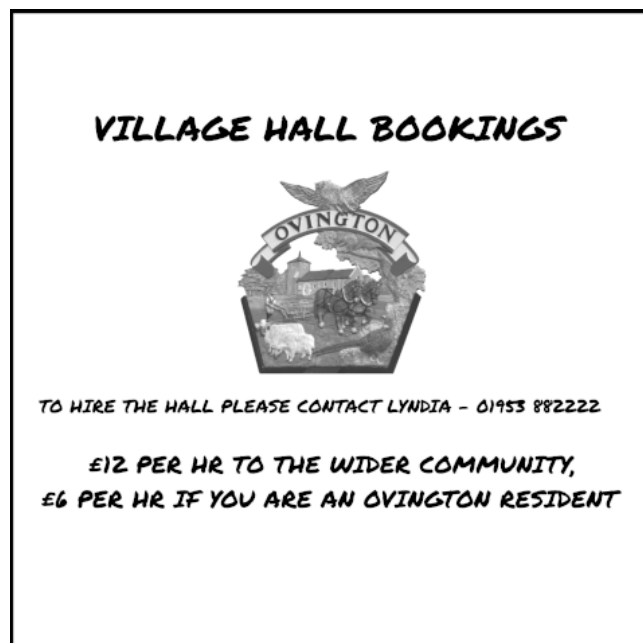 VILLAGE HALL BOOKINGS
OVINGTON
TO HIRE THE HALL PLEASE CONTACT LYNDIA - 01953 882222
£12 PER HR TO THE WIDER COMMUNITY,
£6 PER HR IF YOU ARE AN OVINGTON RESIDENT